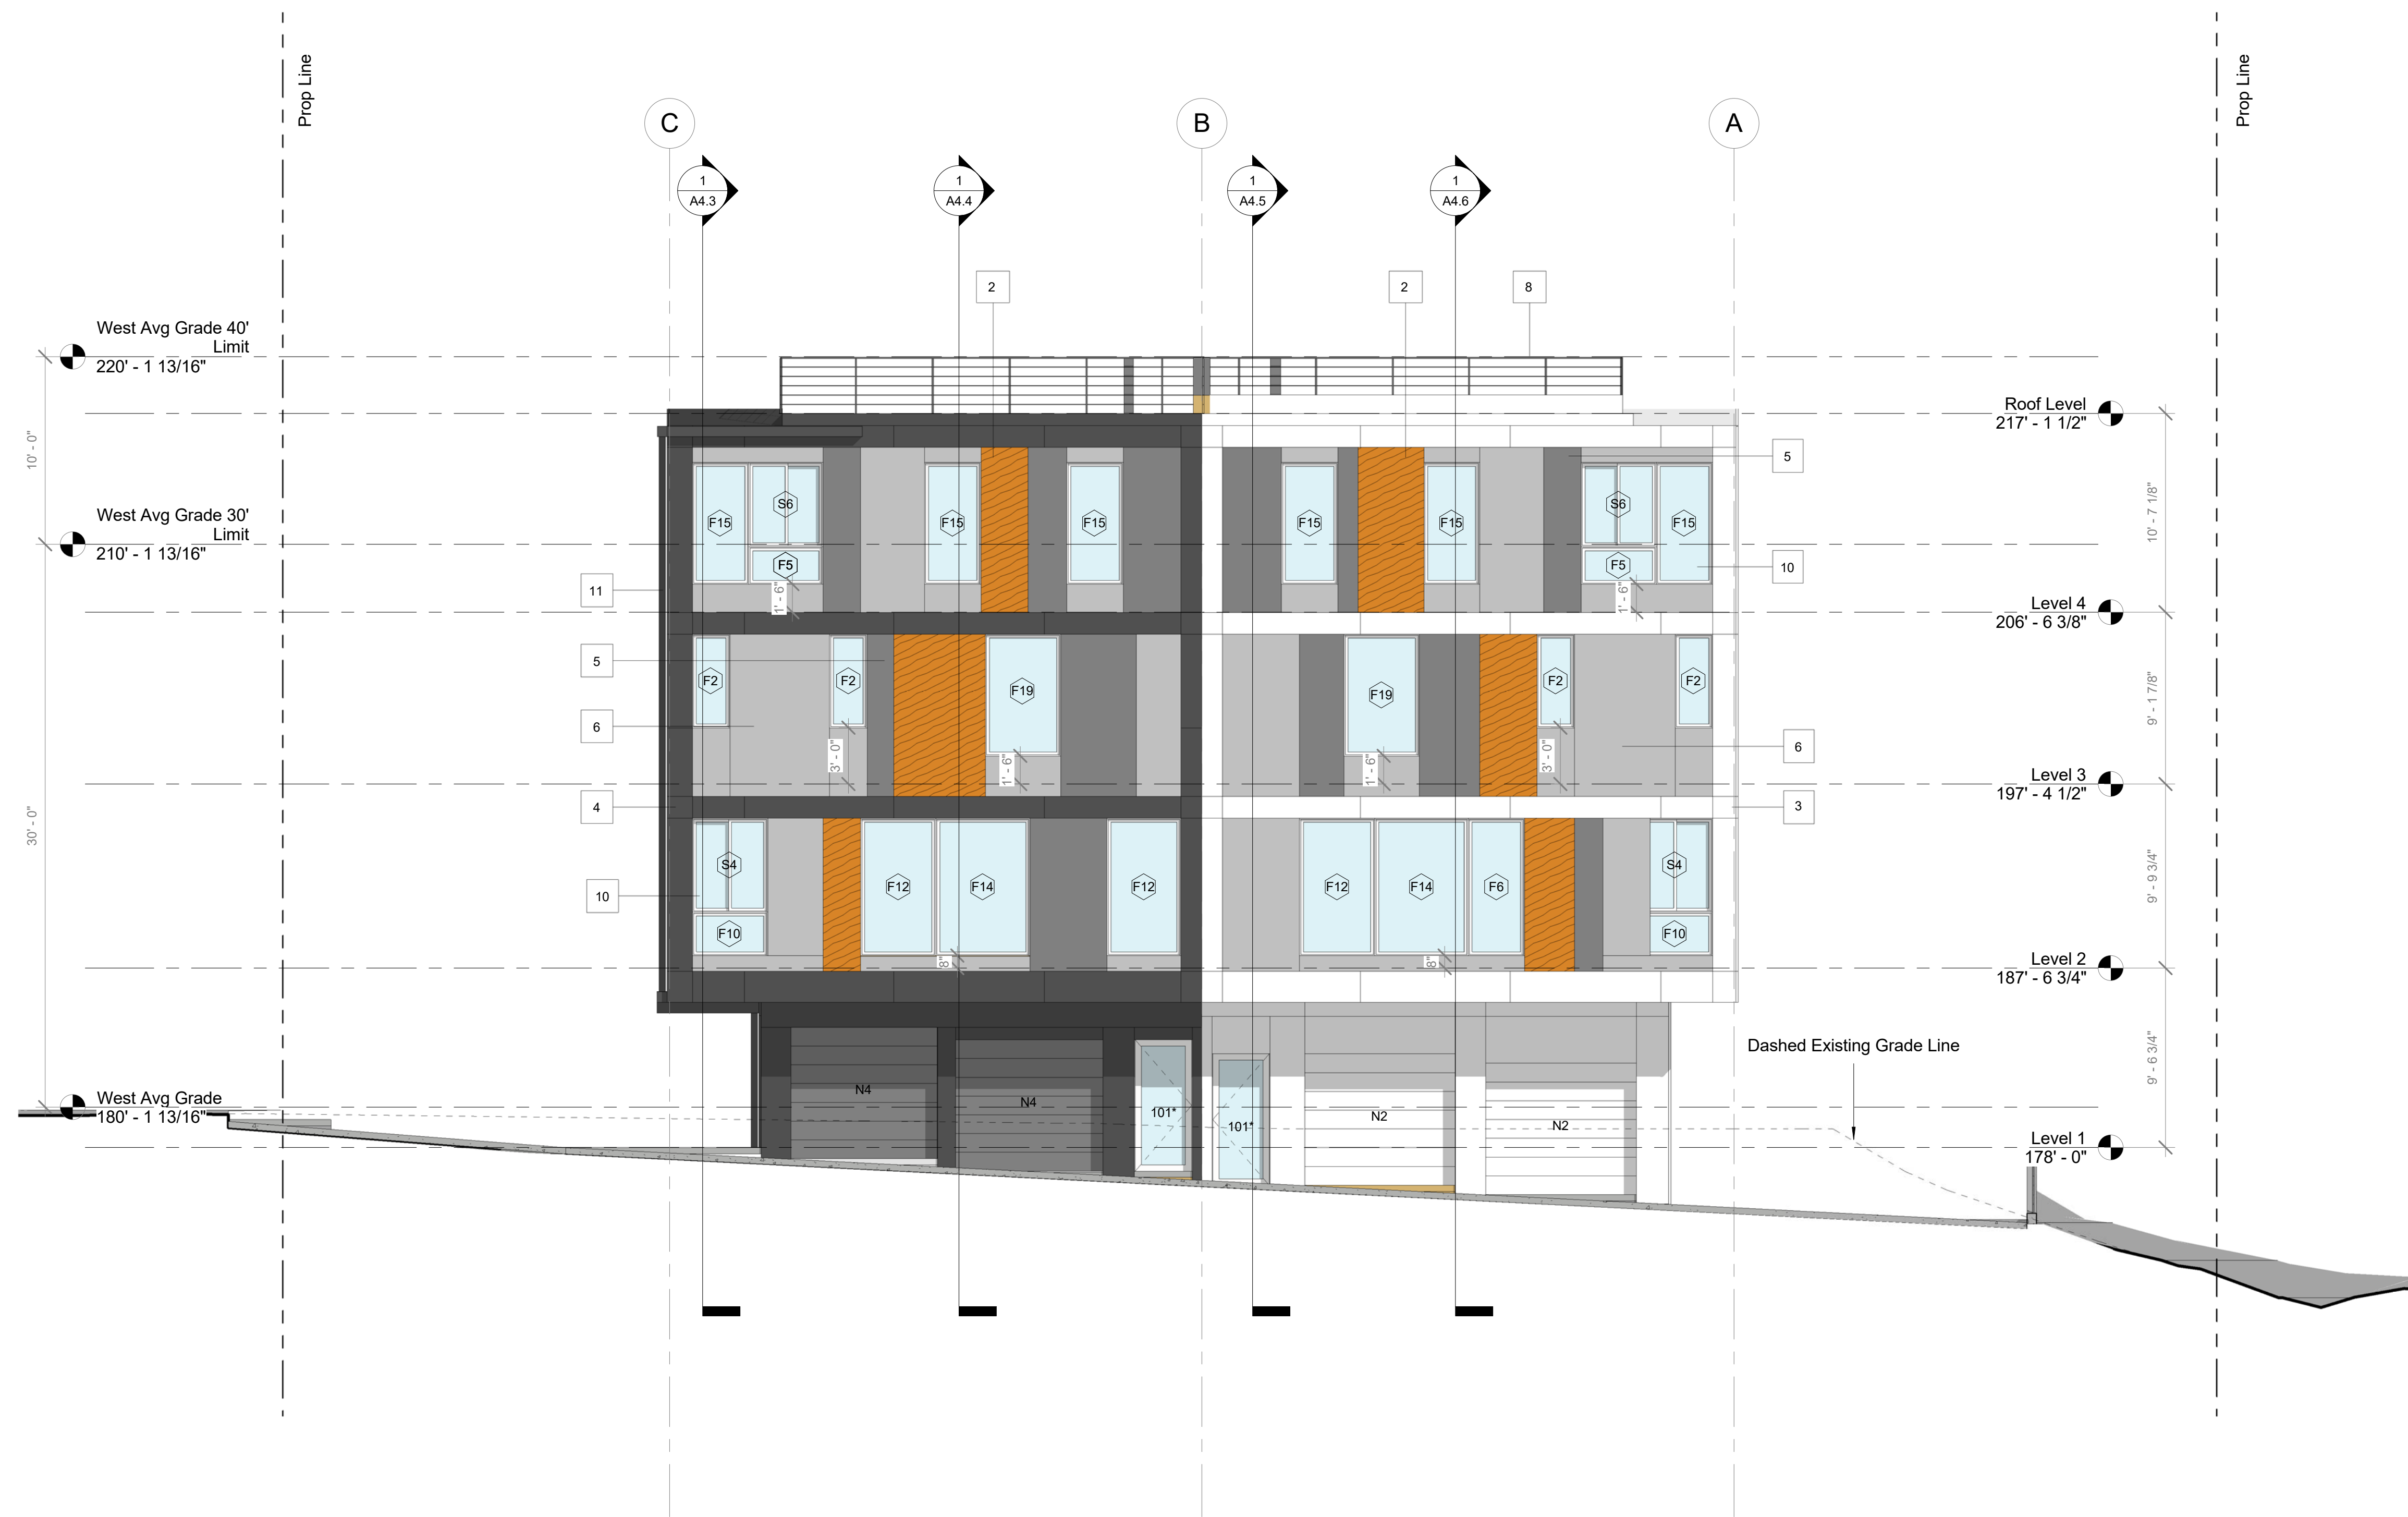 Prop Line
Prop Line
C
B
A
1
A4.3
1
A4.4
1
A4.5
1
A4.6
2
2
8
West Avg Grade 40'
Limit
220' - 1 13/16"
Roof Level
217' - 1 1/2"
10' - 0"
5
S6
F15
F15
F15
F15
F15
S6
F15
10' - 7 1/8"
West Avg Grade 30'
Limit
210' - 1 13/16"
F5
F5
10
11
1' - 6"
1' - 6"
Level 4
206' - 6 3/8"
5
F2
F2
F19
F19
F2
F2
9' - 1 7/8"
6
6
3' - 0"
1' - 6"
1' - 6"
3' - 0"
Level 3
197' - 4 1/2"
4
3
30' - 0"
S4
S4
9' - 9 3/4"
10
F12
F14
F12
F12
F14
F6
F10
F10
8"
8"
Level 2
187' - 6 3/4"
Dashed Existing Grade Line
9' - 6 3/4"
West Avg Grade
180' - 1 13/16"
N4
N4
101*
101*
N2
N2
Level 1
178' - 0"